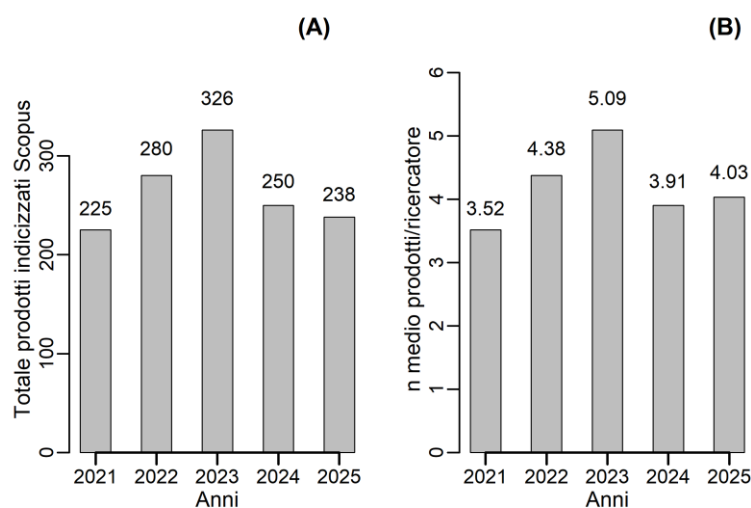 (A)
Totale prodotti indicizzati Scopus
300
200
100
0
225
280
326
250
238
2021 2022 2023 2024 2025
Anni
(B)
n medio prodotti/ricercatore
6
5
4
3
2
1
0
3.52
4.38
5.09
3.91
4.03
2021 2022 2023 2024 2025
Anni